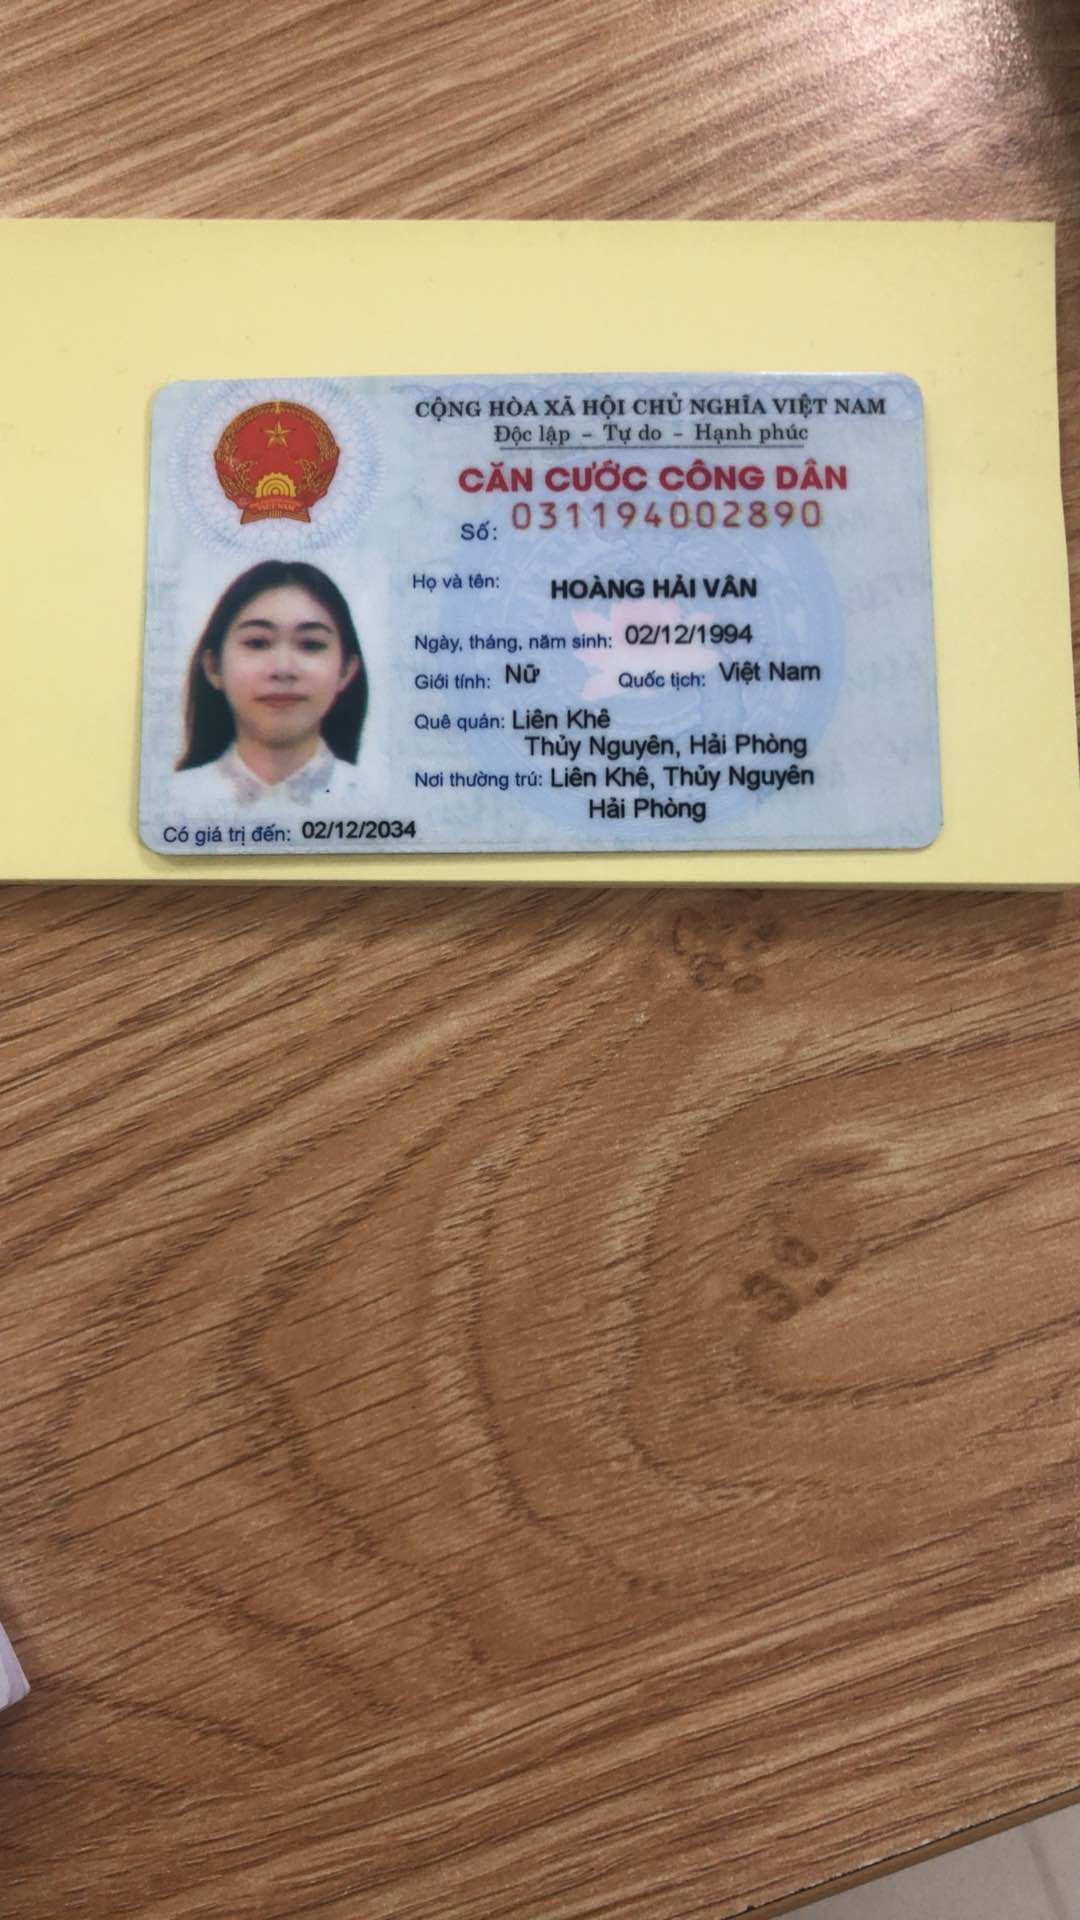 CỘNG HÒA XÃ HỘI CHỦ NGHĨA VIỆT NAM
Độc lập - Tự do - Hạnh phúc
CĂN CƯỚC CÔNG DÂN
Số: 031194002890
Họ và tên: HOÀNG HẢI VÂN
Ngày, tháng, năm sinh: 02/12/1994
Giới tính: Nữ Quốc tịch: Việt Nam
Quê quán: Liên Khê
Thủy Nguyên, Hải Phòng
Nơi thường trú: Liên Khê, Thủy Nguyên
Hải Phòng
Có giá trị đến: 02/12/2034
VIỆT NAM